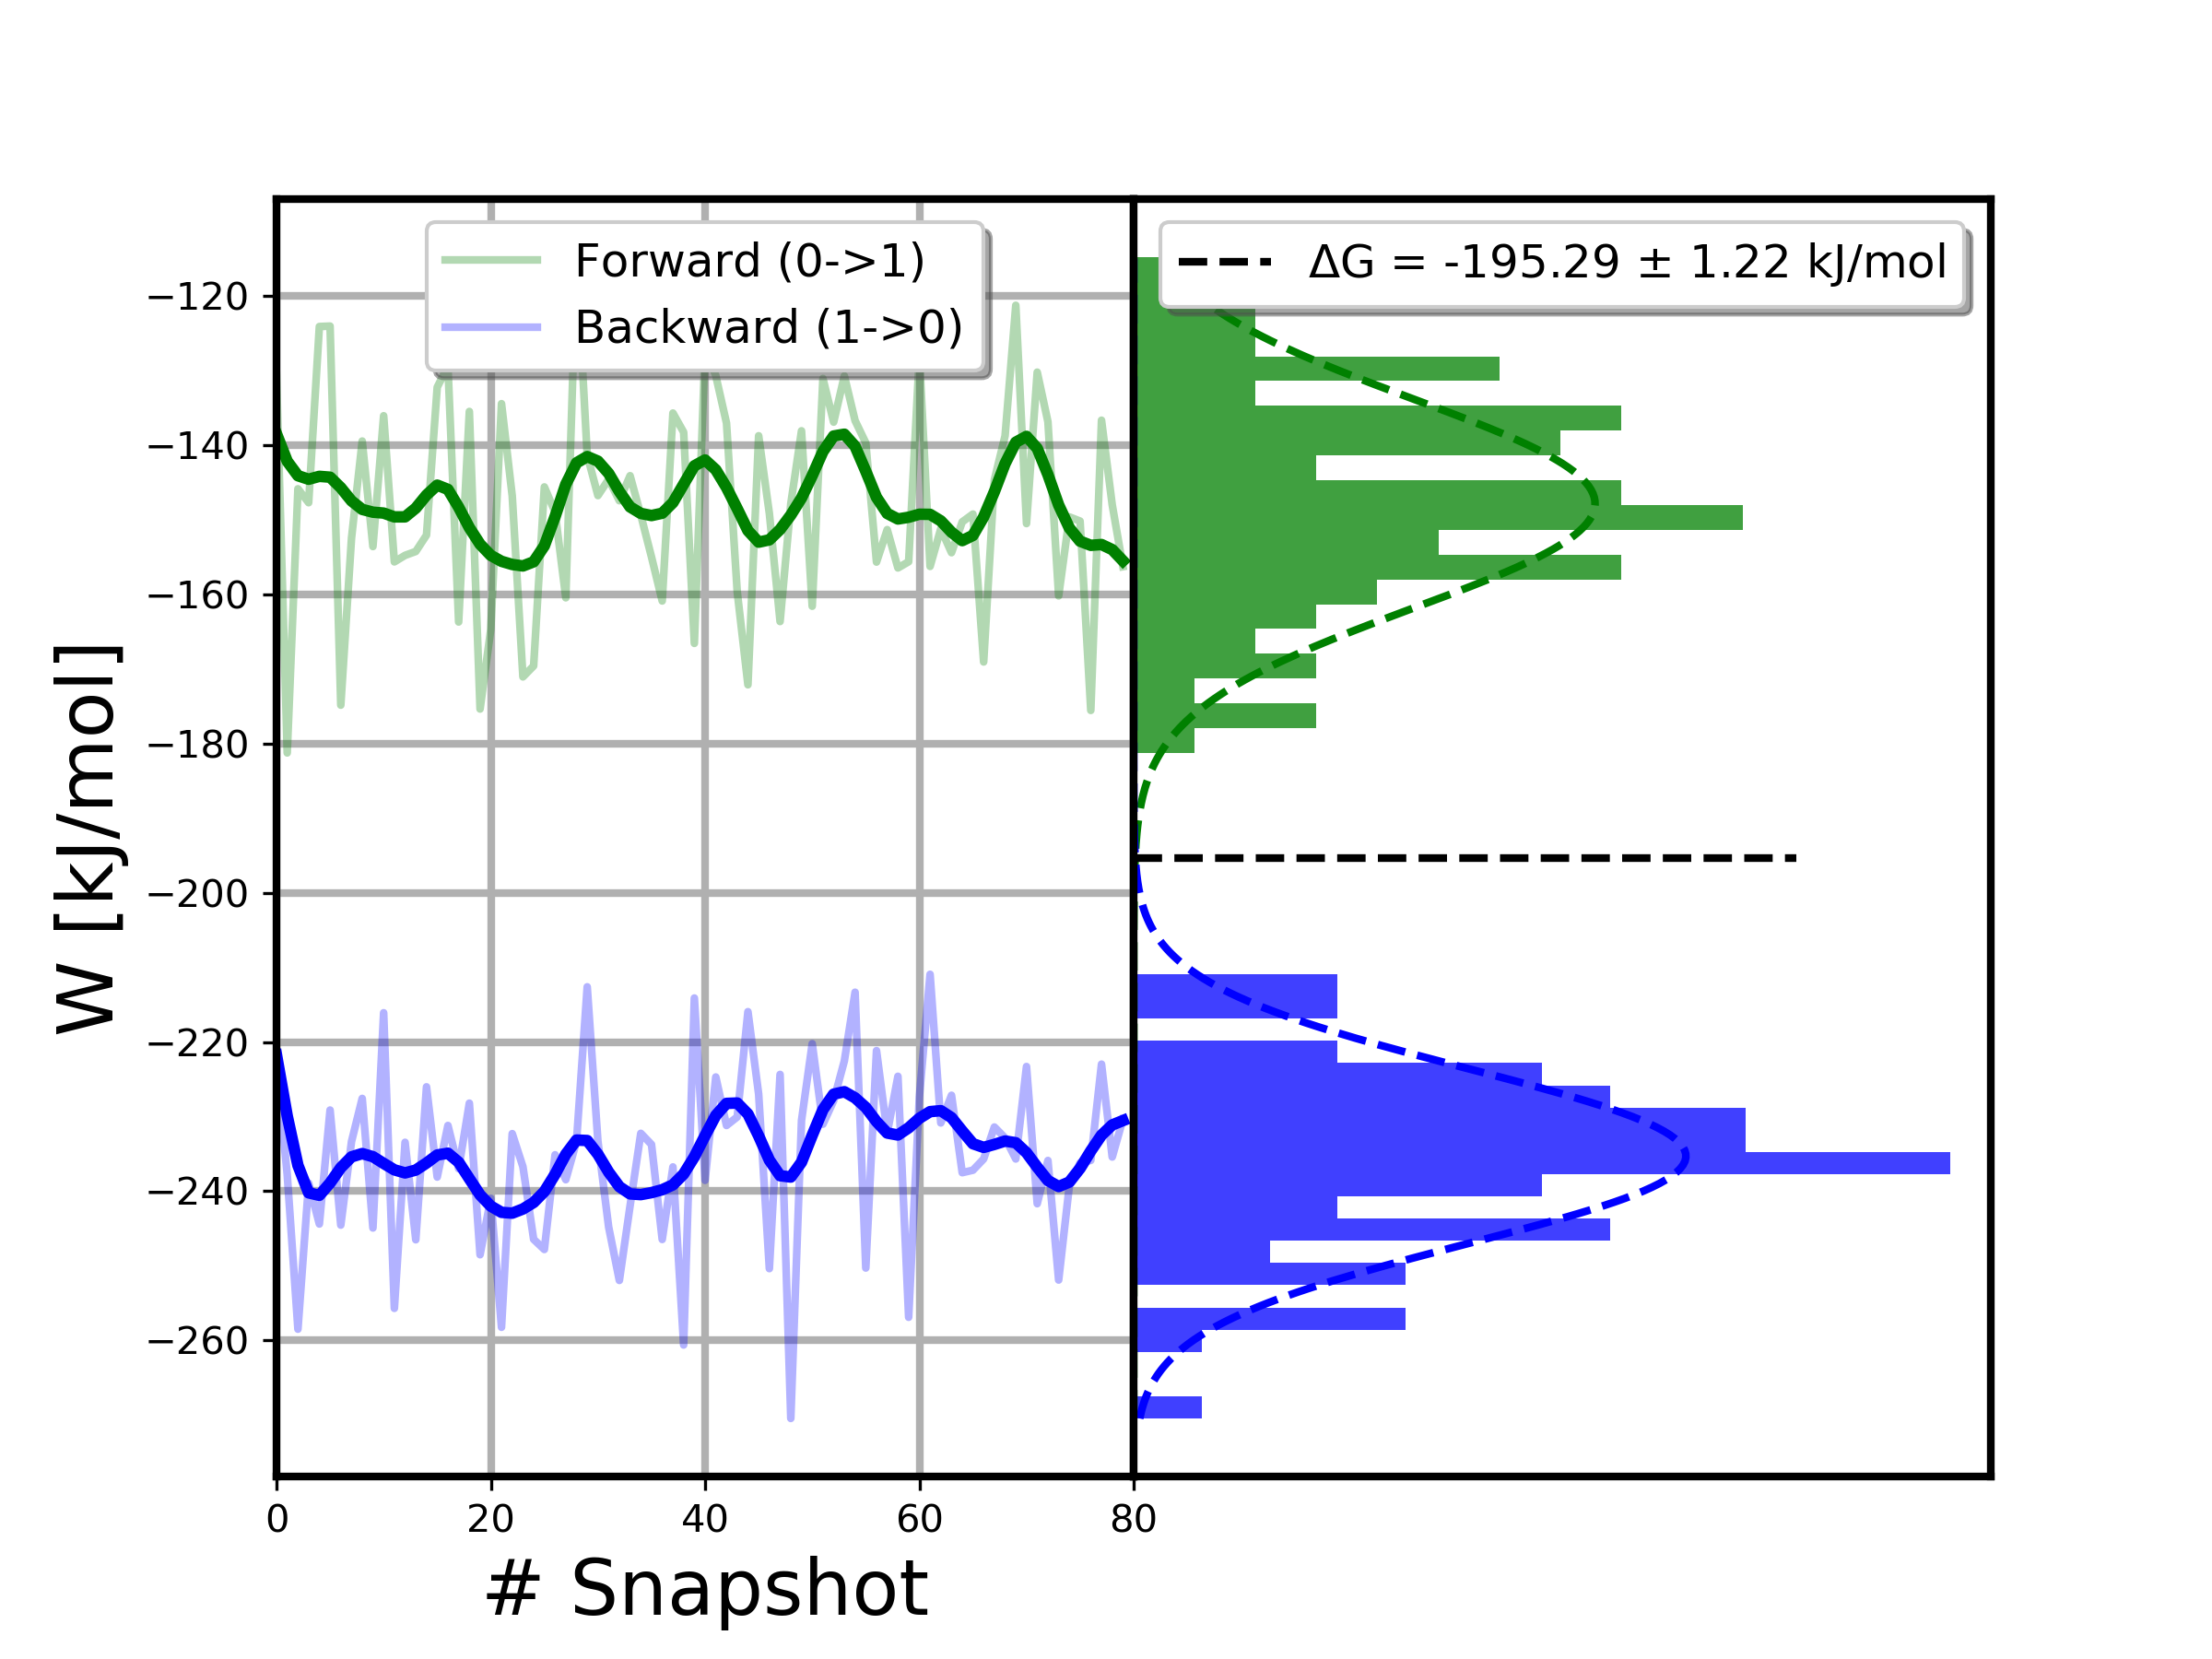 Forward (0->1)
Backward (1->0)
ΔG = -195.29 ± 1.22 kJ/mol
W [kJ/mol]
−120
−140
−160
−180
−200
−220
−240
−260
0 20 40 60 80
# Snapshot